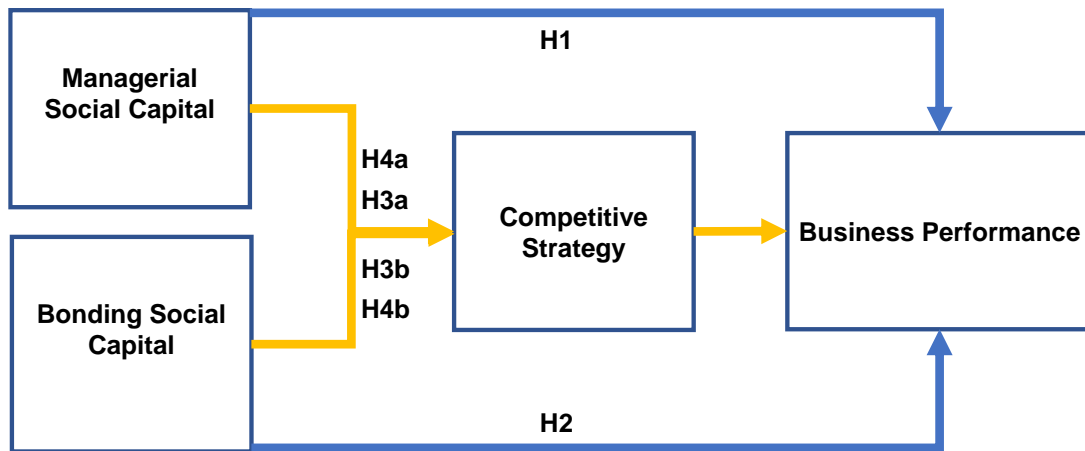 H1
Managerial
Social Capital
H4a
H3a
Competitive
Strategy
Business Performance
H3b
H4b
Bonding Social
Capital
H2